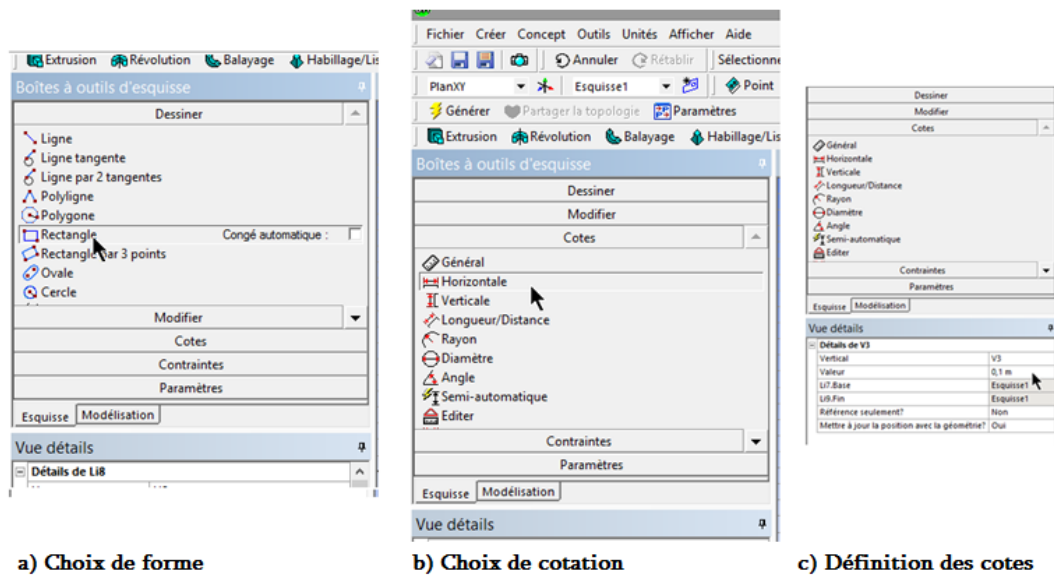 Extrusion Révolution Balayage Habillage/Lis
Boîtes à outils d'esquisse
Dessiner
Ligne
Ligne tangente
Ligne par 2 tangentes
Polyligne
Polygone
Rectangle Congé automatique :
Rectangle par 3 points
Ovale
Cercle
Modifier
Cotes
Contraintes
Paramètres
Esquisse Modélisation
Vue détails
Détails de Li8
a) Choix de forme
Fichier Créer Concept Outils Unités Afficher Aide
Annuler Rétablir Sélectionne
PlanXY Esquisse1 Point
Générer Partager la topologie Paramètres
Extrusion Révolution Balayage Habillage/Lis
Boîtes à outils d'esquisse
Dessiner
Modifier
Cotes
Général
Horizontale
Verticale
Longueur/Distance
Rayon
Diamètre
Angle
Semi-automatique
Editer
Contraintes
Paramètres
Esquisse Modélisation
Vue détails
b) Choix de cotation
Dessiner
Modifier
Cotes
Général
Horizontale
Verticale
Longueur/Distance
Rayon
Diamètre
Angle
Semi-automatique
Editer
Contraintes
Paramètres
Esquisse Modélisation
Vue détails
Détails de V3
Vertical V3
Valeur 0,1 m
Li7.Base Esquisse1
Li9.Fin Esquisse1
Référence seulement? Non
Mettre à jour la position avec la géométrie? Oui
c) Définition des cotes